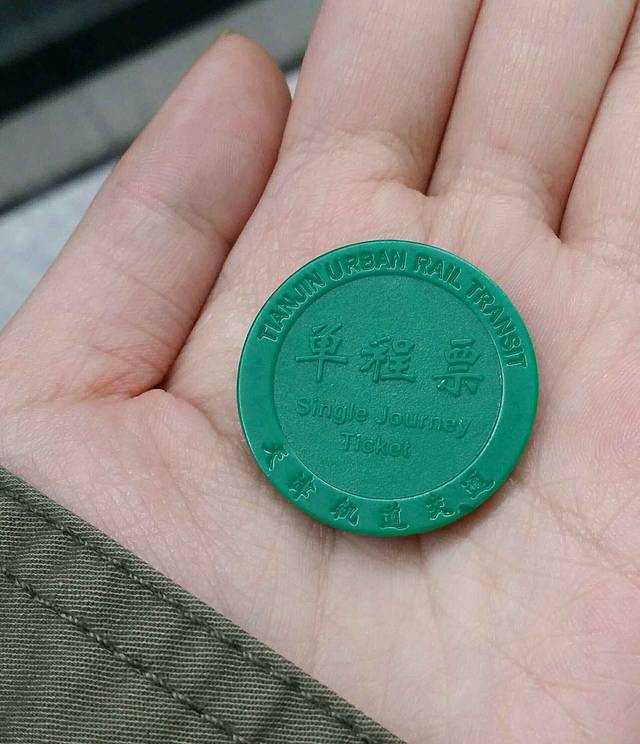 TIANJIN URBAN RAIL TRANSIT
单程票
Single Journey
Ticket
天津轨道交通